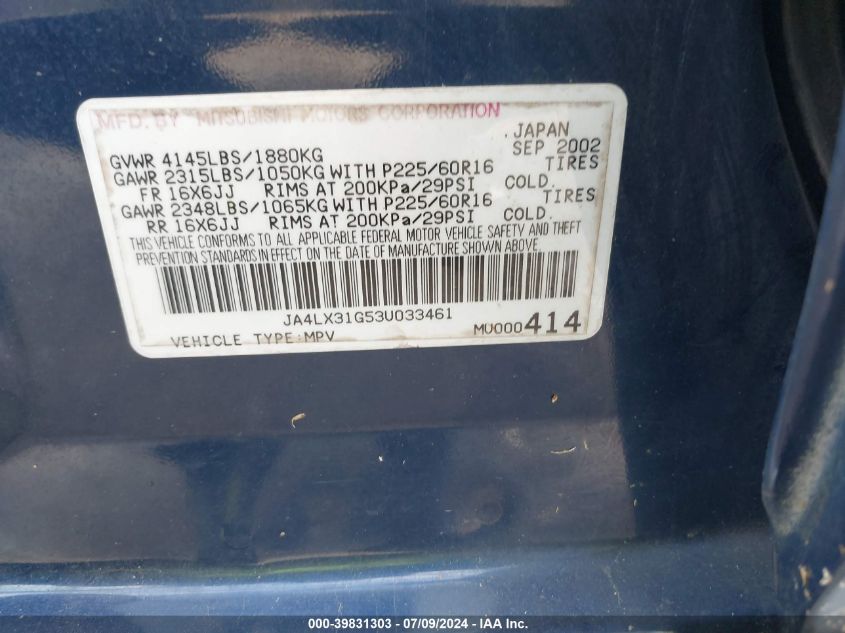 MFD. BY MITSUBISHI MOTORS CORPORATION
, JAPAN
GVWR 4145LBS/1880KG SEP 2002
GAWR 2315LBS/1050KG WITH P225/60R16 TIRES
FR 16X6JJ RIMS AT 200KPa/29PSI COLD.
GAWR 2348LBS/1065KG WITH P225/60R16 TIRES
RR 16X6JJ RIMS AT 200KPa/29PSI COLD.
THIS VEHICLE CONFORMS TO ALL APPLICABLE FEDERAL MOTOR VEHICLE SAFETY AND THEFT
PREVENTION STANDARDS IN EFFECT ON THE DATE OF MANUFACTURE SHOWN ABOVE.
JA4LX31G53U033461
VEHICLE TYPE:MPV MU000414
000-39831303 - 07/09/2024 - IAA Inc.